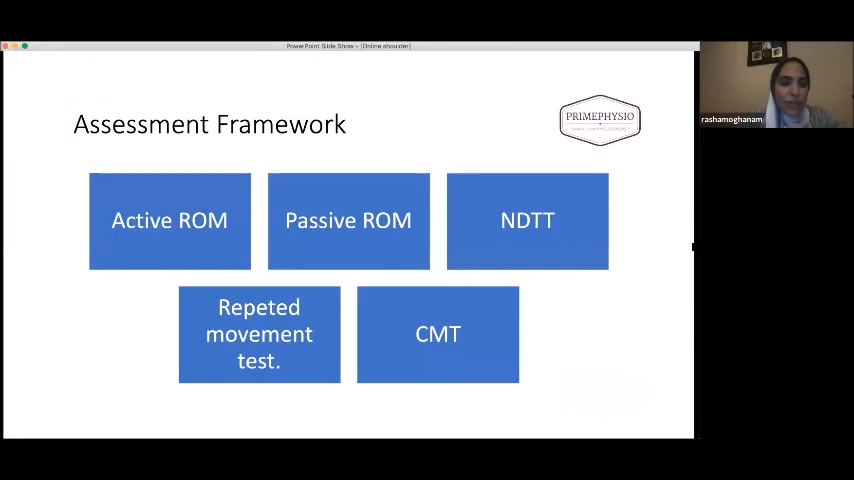 PowerPoint Slide Show - [Online shoulder]
Assessment Framework
PRIMEPHYSIO
rashamoghanam
Active ROM
Passive ROM
NDTT
Repeted
movement
test.
CMT